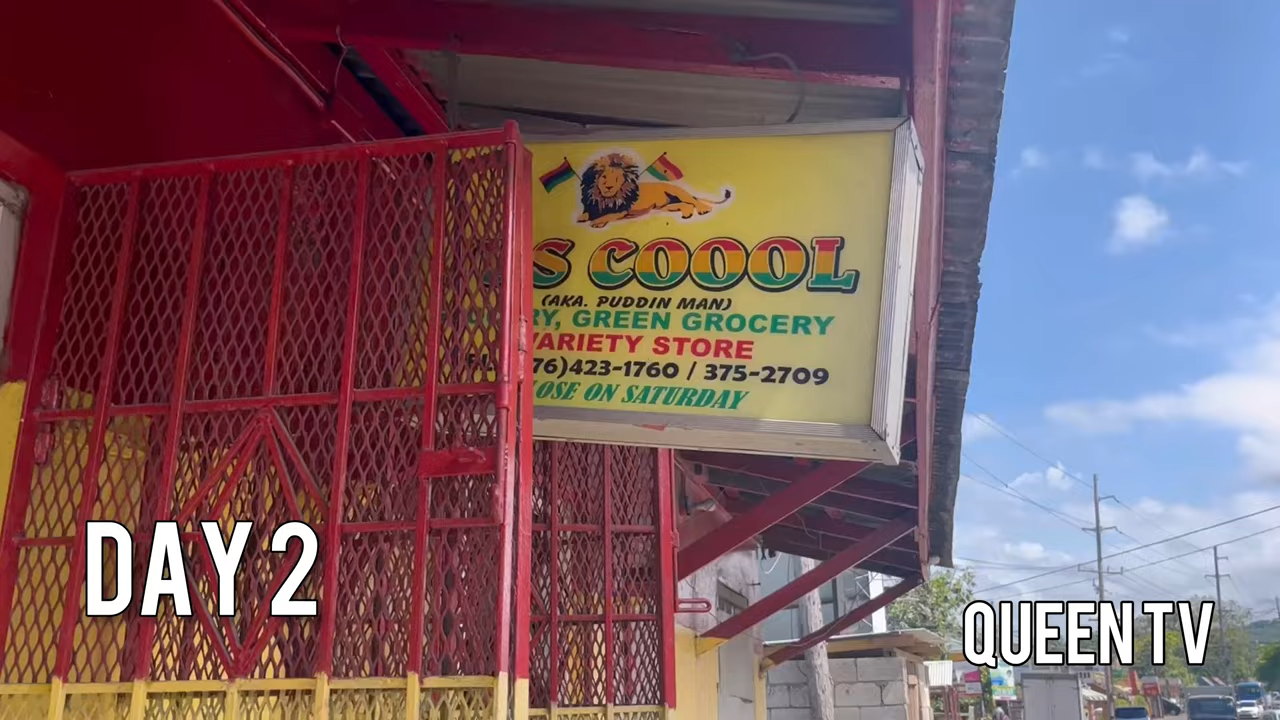 S COOOL
(AKA. PUDDIN MAN)
RY, GREEN GROCERY
VARIETY STORE
76)423-1760 / 375-2709
OSE ON SATURDAY
DAY 2
QUEEN TV